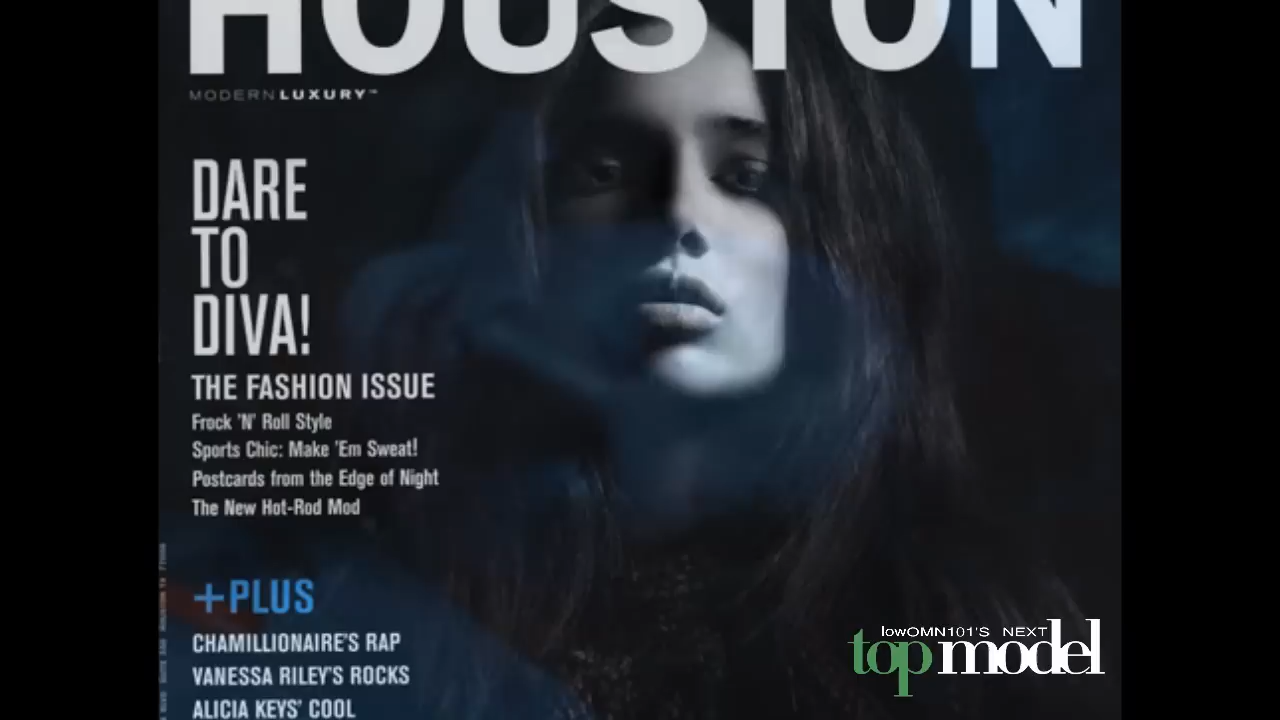 HOUSTON
MODERNLUXURY™
DARE
TO
DIVA!
THE FASHION ISSUE
Frock 'N' Roll Style
Sports Chic: Make 'Em Sweat!
Postcards from the Edge of Night
The New Hot-Rod Mod
+PLUS
CHAMILLIONAIRE'S RAP
VANESSA RILEY'S ROCKS
ALICIA KEYS' COOL
lowOMN101'S NEXT
topmodel